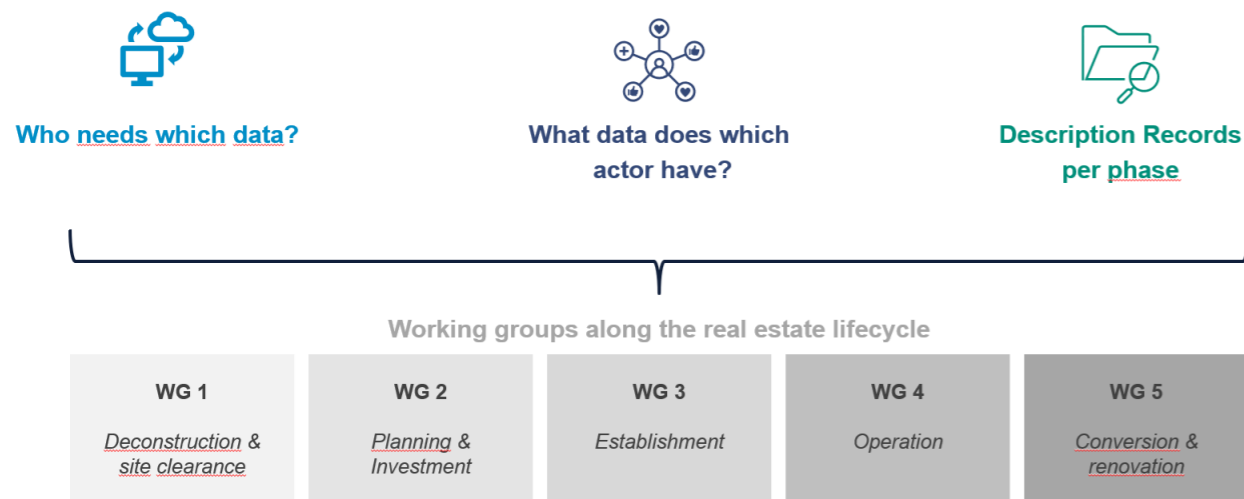 Who needs which data?
What data does which
actor have?
Description Records
per phase
Working groups along the real estate lifecycle
WG 1
Deconstruction &
site clearance
WG 2
Planning &
Investment
WG 3
Establishment
WG 4
Operation
WG 5
Conversion &
renovation